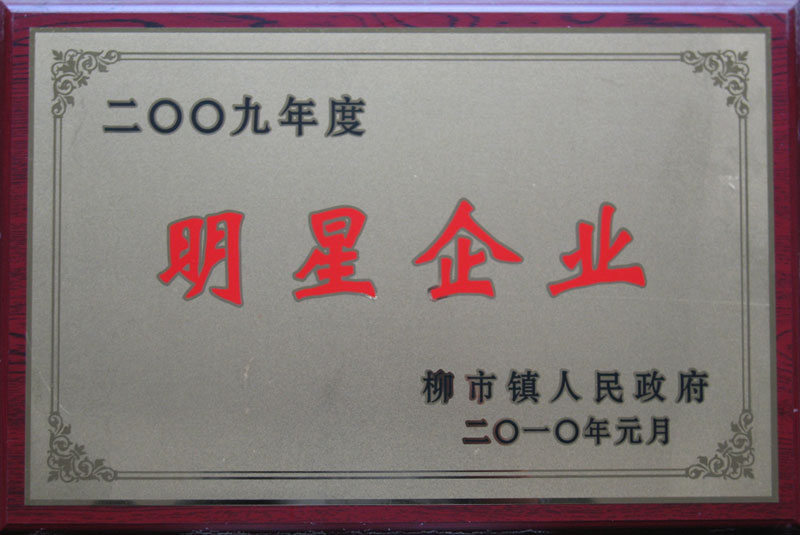 二〇〇九年度
明星企业
柳市镇人民政府
二〇一〇年元月